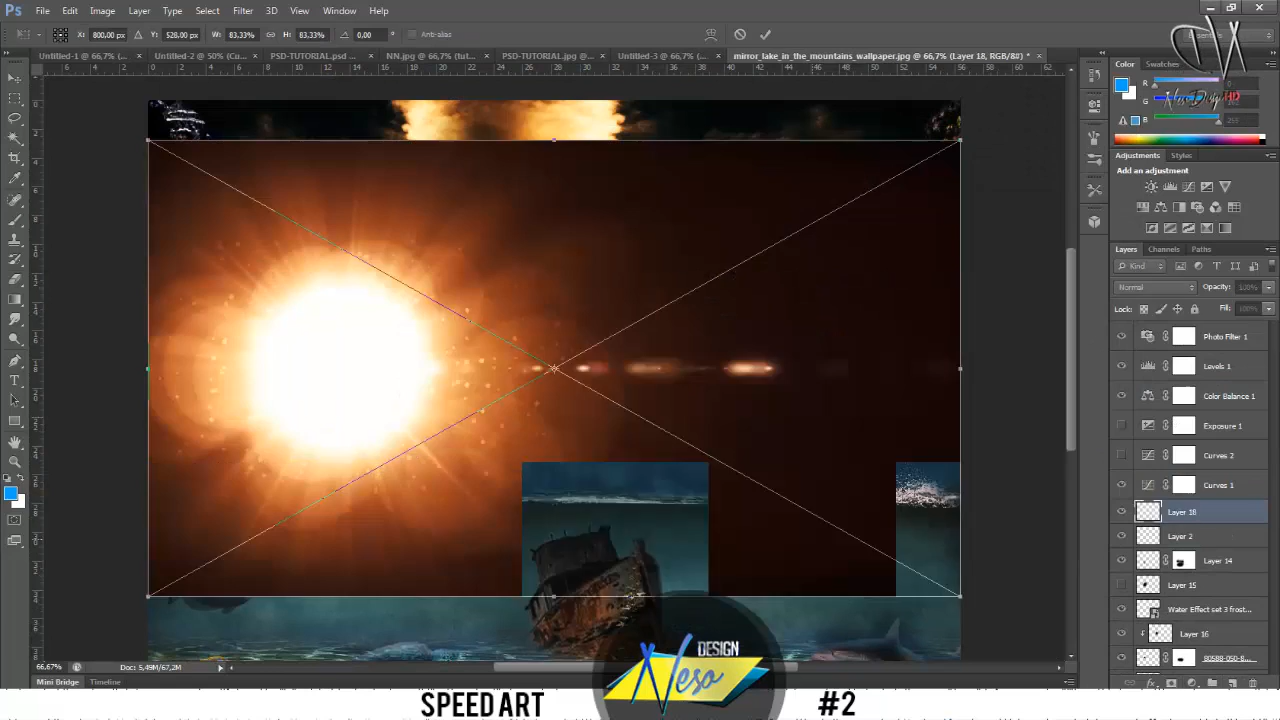 Ps File Edit Image Layer Type Select Filter 3D View Window Help
X: 800,00 px Y: 528,00 px W: 83,33% H: 83,33% 0,00 ° Anti-alias
Untitled-1 @ 66,7% (... × Untitled-2 @ 50% (Cu... × PSD-TUTORIAL.psd ... × NN.jpg @ 66,7% (tut... × PSD-TUTORIAL.jpg @... × Untitled-3 @ 66,7% (... × mirror_lake_in_the_mountains_wallpaper.jpg @ 66,7% (Layer 18, RGB/8#) * ×
Color Swatches
R
G
B
Adjustments Styles
Add an adjustment
Layers Channels Paths
Kind
Normal Opacity: 100%
Lock: Fill: 100%
Photo Filter 1
Levels 1
Color Balance 1
Exposure 1
Curves 2
Curves 1
Layer 18
Layer 2
Layer 14
Layer 15
Water Effect set 3 frost...
Layer 16
66,67% Doc: 5,49M/67,2M
Mini Bridge Timeline
DESIGN
Neso
SPEED ART #2